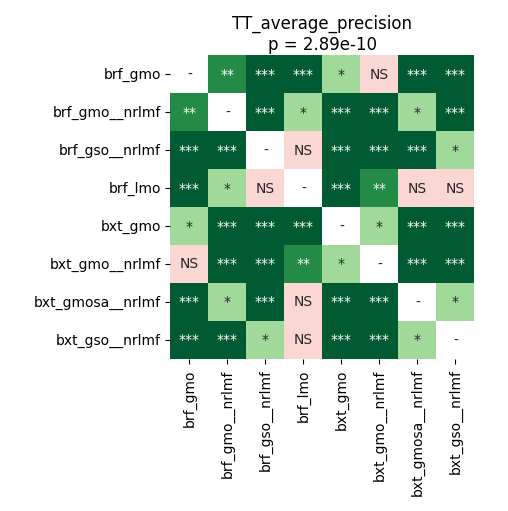 TT_average_precision
p = 2.89e-10
brf_gmo - ** *** *** * NS *** ***
brf_gmo__nrlmf ** - *** * *** *** * ***
brf_gso__nrlmf *** *** - NS *** *** *** *
brf_lmo *** * NS - *** ** NS NS
bxt_gmo * *** *** *** - * *** ***
bxt_gmo__nrlmf NS *** *** ** * - *** ***
bxt_gmosa__nrlmf *** * *** NS *** *** - *
bxt_gso__nrlmf *** *** * NS *** *** * -
brf_gmo
brf_gmo__nrlmf
brf_gso__nrlmf
brf_lmo
bxt_gmo
bxt_gmo__nrlmf
bxt_gmosa__nrlmf
bxt_gso__nrlmf